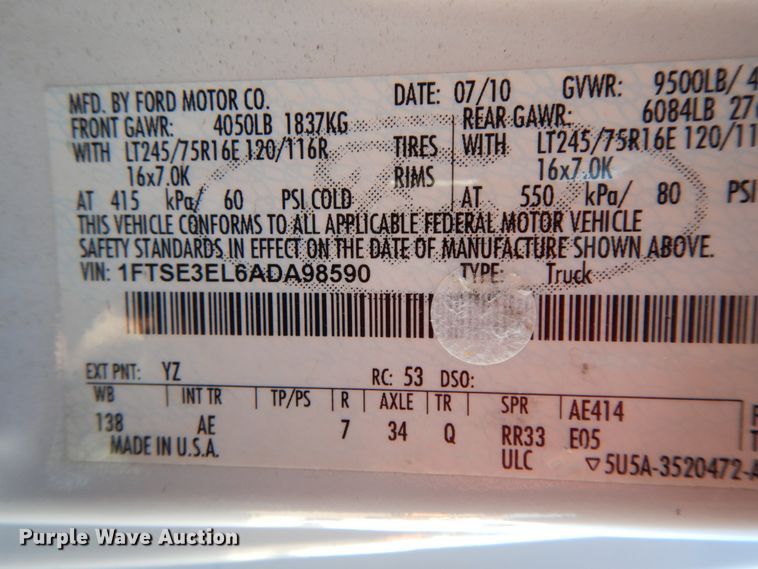 MFD. BY FORD MOTOR CO. DATE: 07/10 GVWR: 9500LB/ 4
FRONT GAWR: 4050LB 1837KG REAR GAWR: 6084LB 27
WITH LT245/75R16E 120/116R TIRES WITH LT245/75R16E 120/11
16x7.0K RIMS 16x7.0K
AT 415 kPa/ 60 PSI COLD AT 550 kPa/ 80 PSI
THIS VEHICLE CONFORMS TO ALL APPLICABLE FEDERAL MOTOR VEHICLE
SAFETY STANDARDS IN EFFECT ON THE DATE OF MANUFACTURE SHOWN ABOVE.
VIN: 1FTSE3EL6ADA98590 TYPE: Truck
EXT PNT: YZ RC: 53 DSO:
WB INT TR TP/PS R AXLE TR SPR AE414
138 AE 7 34 Q RR33 E05
MADE IN U.S.A. ULC ▽5U5A-3520472-A
Purple Wave Auction